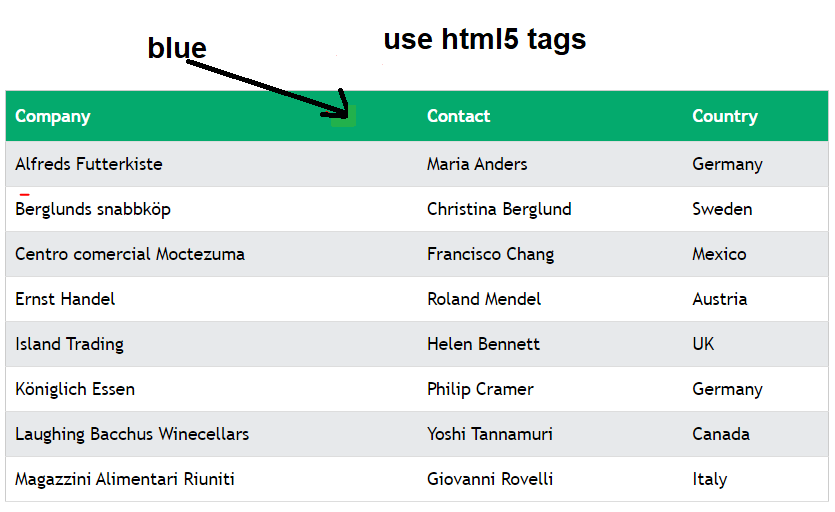 blue
use html5 tags
Company Contact Country
Alfreds Futterkiste Maria Anders Germany
Berglunds snabbköp Christina Berglund Sweden
Centro comercial Moctezuma Francisco Chang Mexico
Ernst Handel Roland Mendel Austria
Island Trading Helen Bennett UK
Königlich Essen Philip Cramer Germany
Laughing Bacchus Winecellars Yoshi Tannamuri Canada
Magazzini Alimentari Riuniti Giovanni Rovelli Italy